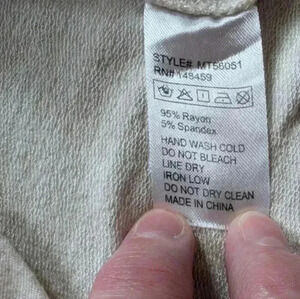 STYLE# MT56051
RN# 148459
95% Rayon
5% Spandex
HAND WASH COLD
DO NOT BLEACH
LINE DRY
IRON LOW
DO NOT DRY CLEAN
MADE IN CHINA